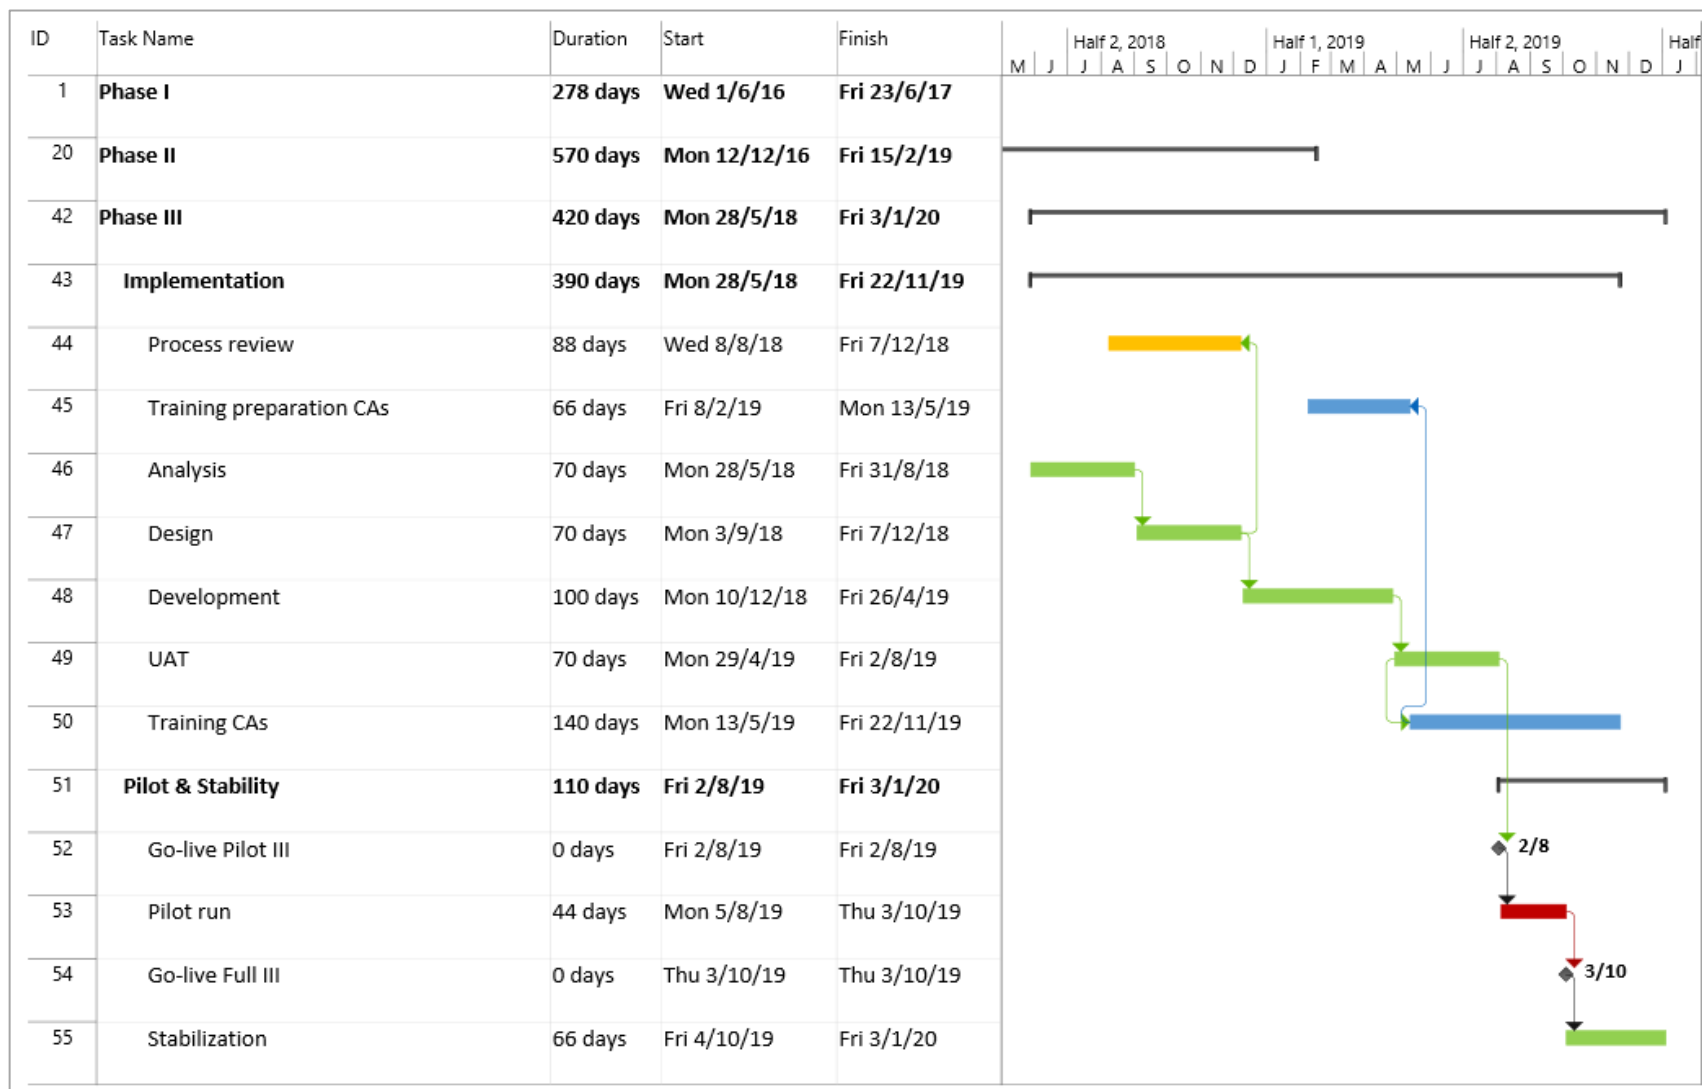 ID Task Name Duration Start Finish Half 2, 2018 Half 1, 2019 Half 2, 2019 Half
M J J A S O N D J F M A M J J A S O N D J
1 Phase I 278 days Wed 1/6/16 Fri 23/6/17
20 Phase II 570 days Mon 12/12/16 Fri 15/2/19
42 Phase III 420 days Mon 28/5/18 Fri 3/1/20
43 Implementation 390 days Mon 28/5/18 Fri 22/11/19
44 Process review 88 days Wed 8/8/18 Fri 7/12/18
45 Training preparation CAs 66 days Fri 8/2/19 Mon 13/5/19
46 Analysis 70 days Mon 28/5/18 Fri 31/8/18
47 Design 70 days Mon 3/9/18 Fri 7/12/18
48 Development 100 days Mon 10/12/18 Fri 26/4/19
49 UAT 70 days Mon 29/4/19 Fri 2/8/19
50 Training CAs 140 days Mon 13/5/19 Fri 22/11/19
51 Pilot & Stability 110 days Fri 2/8/19 Fri 3/1/20
52 Go-live Pilot III 0 days Fri 2/8/19 Fri 2/8/19 2/8
53 Pilot run 44 days Mon 5/8/19 Thu 3/10/19
54 Go-live Full III 0 days Thu 3/10/19 Thu 3/10/19 3/10
55 Stabilization 66 days Fri 4/10/19 Fri 3/1/20